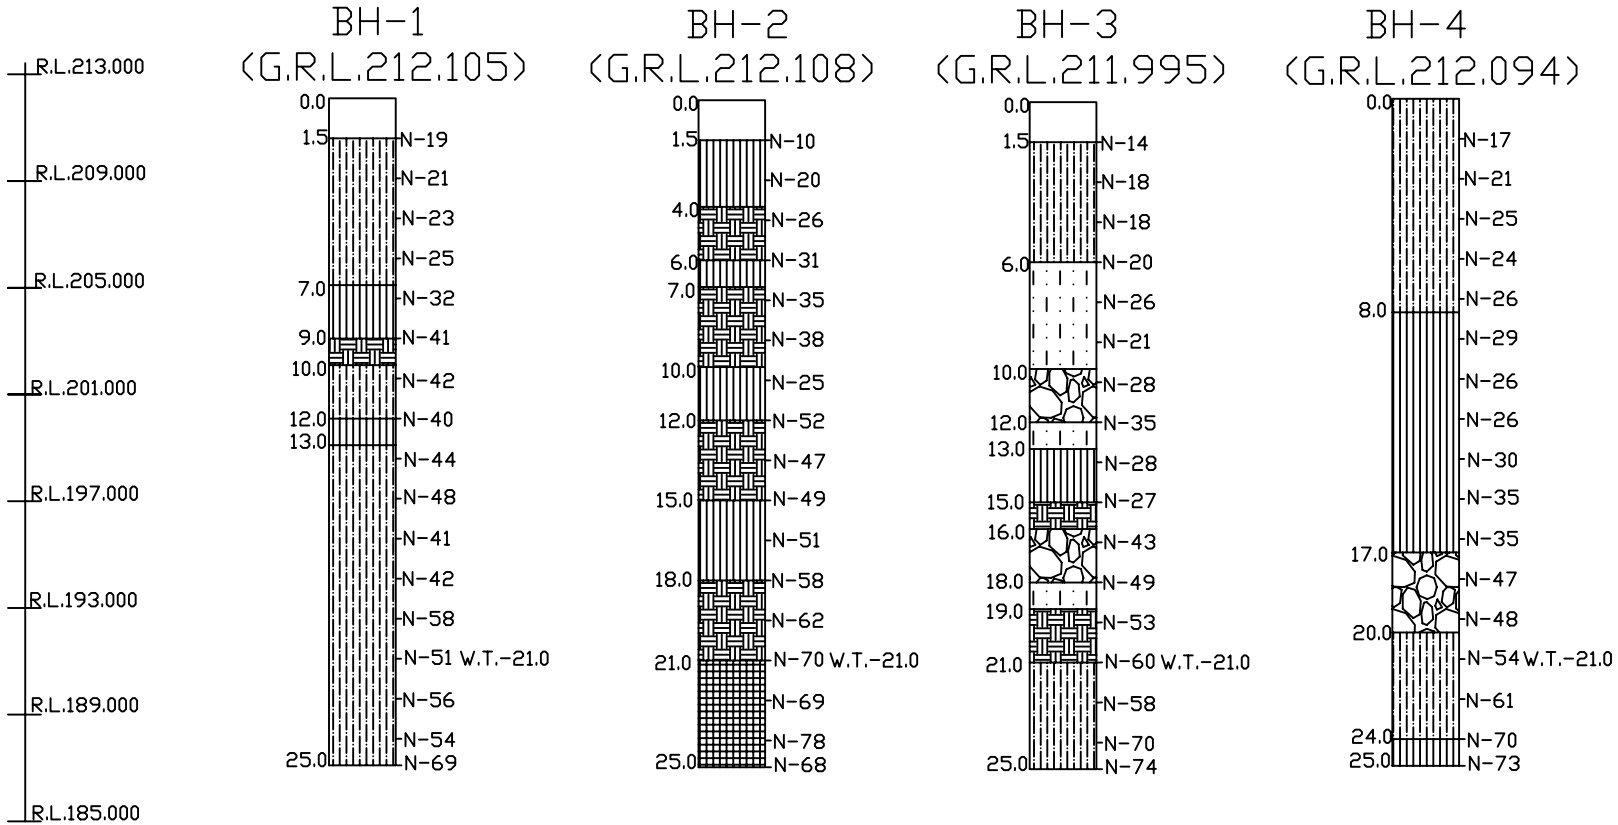 BH-1
(G.R.L.212.105)
BH-2
(G.R.L.212.108)
BH-3
(G.R.L.211.995)
BH-4
(G.R.L.212.094)
R.L.213.000
R.L.209.000
R.L.205.000
R.L.201.000
R.L.197.000
R.L.193.000
R.L.189.000
R.L.185.000
0.0
1.5
7.0
9.0
10.0
12.0
13.0
25.0
N-19
N-21
N-23
N-25
N-32
N-41
N-42
N-40
N-44
N-48
N-41
N-42
N-58
N-51 W.T.-21.0
N-56
N-54
N-69
0.0
1.5
4.0
6.0
7.0
10.0
12.0
15.0
18.0
21.0
25.0
N-10
N-20
N-26
N-31
N-35
N-38
N-25
N-52
N-47
N-49
N-51
N-58
N-62
N-70 W.T.-21.0
N-69
N-78
N-68
0.0
1.5
6.0
10.0
12.0
13.0
15.0
16.0
18.0
19.0
21.0
25.0
N-14
N-18
N-18
N-20
N-26
N-21
N-28
N-35
N-28
N-27
N-43
N-49
N-53
N-60 W.T.-21.0
N-58
N-70
N-74
0.0
8.0
17.0
20.0
24.0
25.0
N-17
N-21
N-25
N-24
N-26
N-29
N-26
N-26
N-30
N-35
N-35
N-47
N-48
N-54 W.T.-21.0
N-61
N-70
N-73